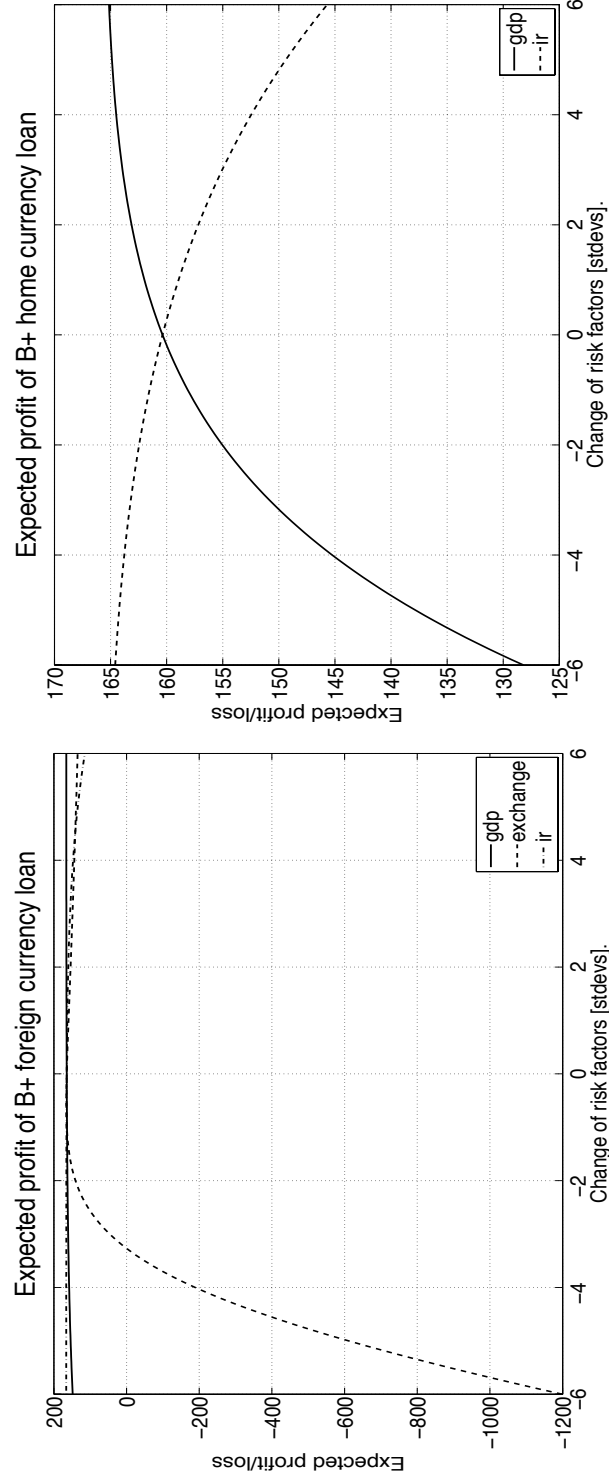 Expected profit of B+ foreign currency loan
Expected profit/loss
200
0
−200
−400
−600
−800
−1000
−1200
−6
−4
−2
0
2
4
6
Change of risk factors [stdevs].
gdp
exchange
ir
Expected profit of B+ home currency loan
Expected profit/loss
170
165
160
155
150
145
140
135
130
125
−6
−4
−2
0
2
4
6
Change of risk factors [stdevs].
gdp
ir